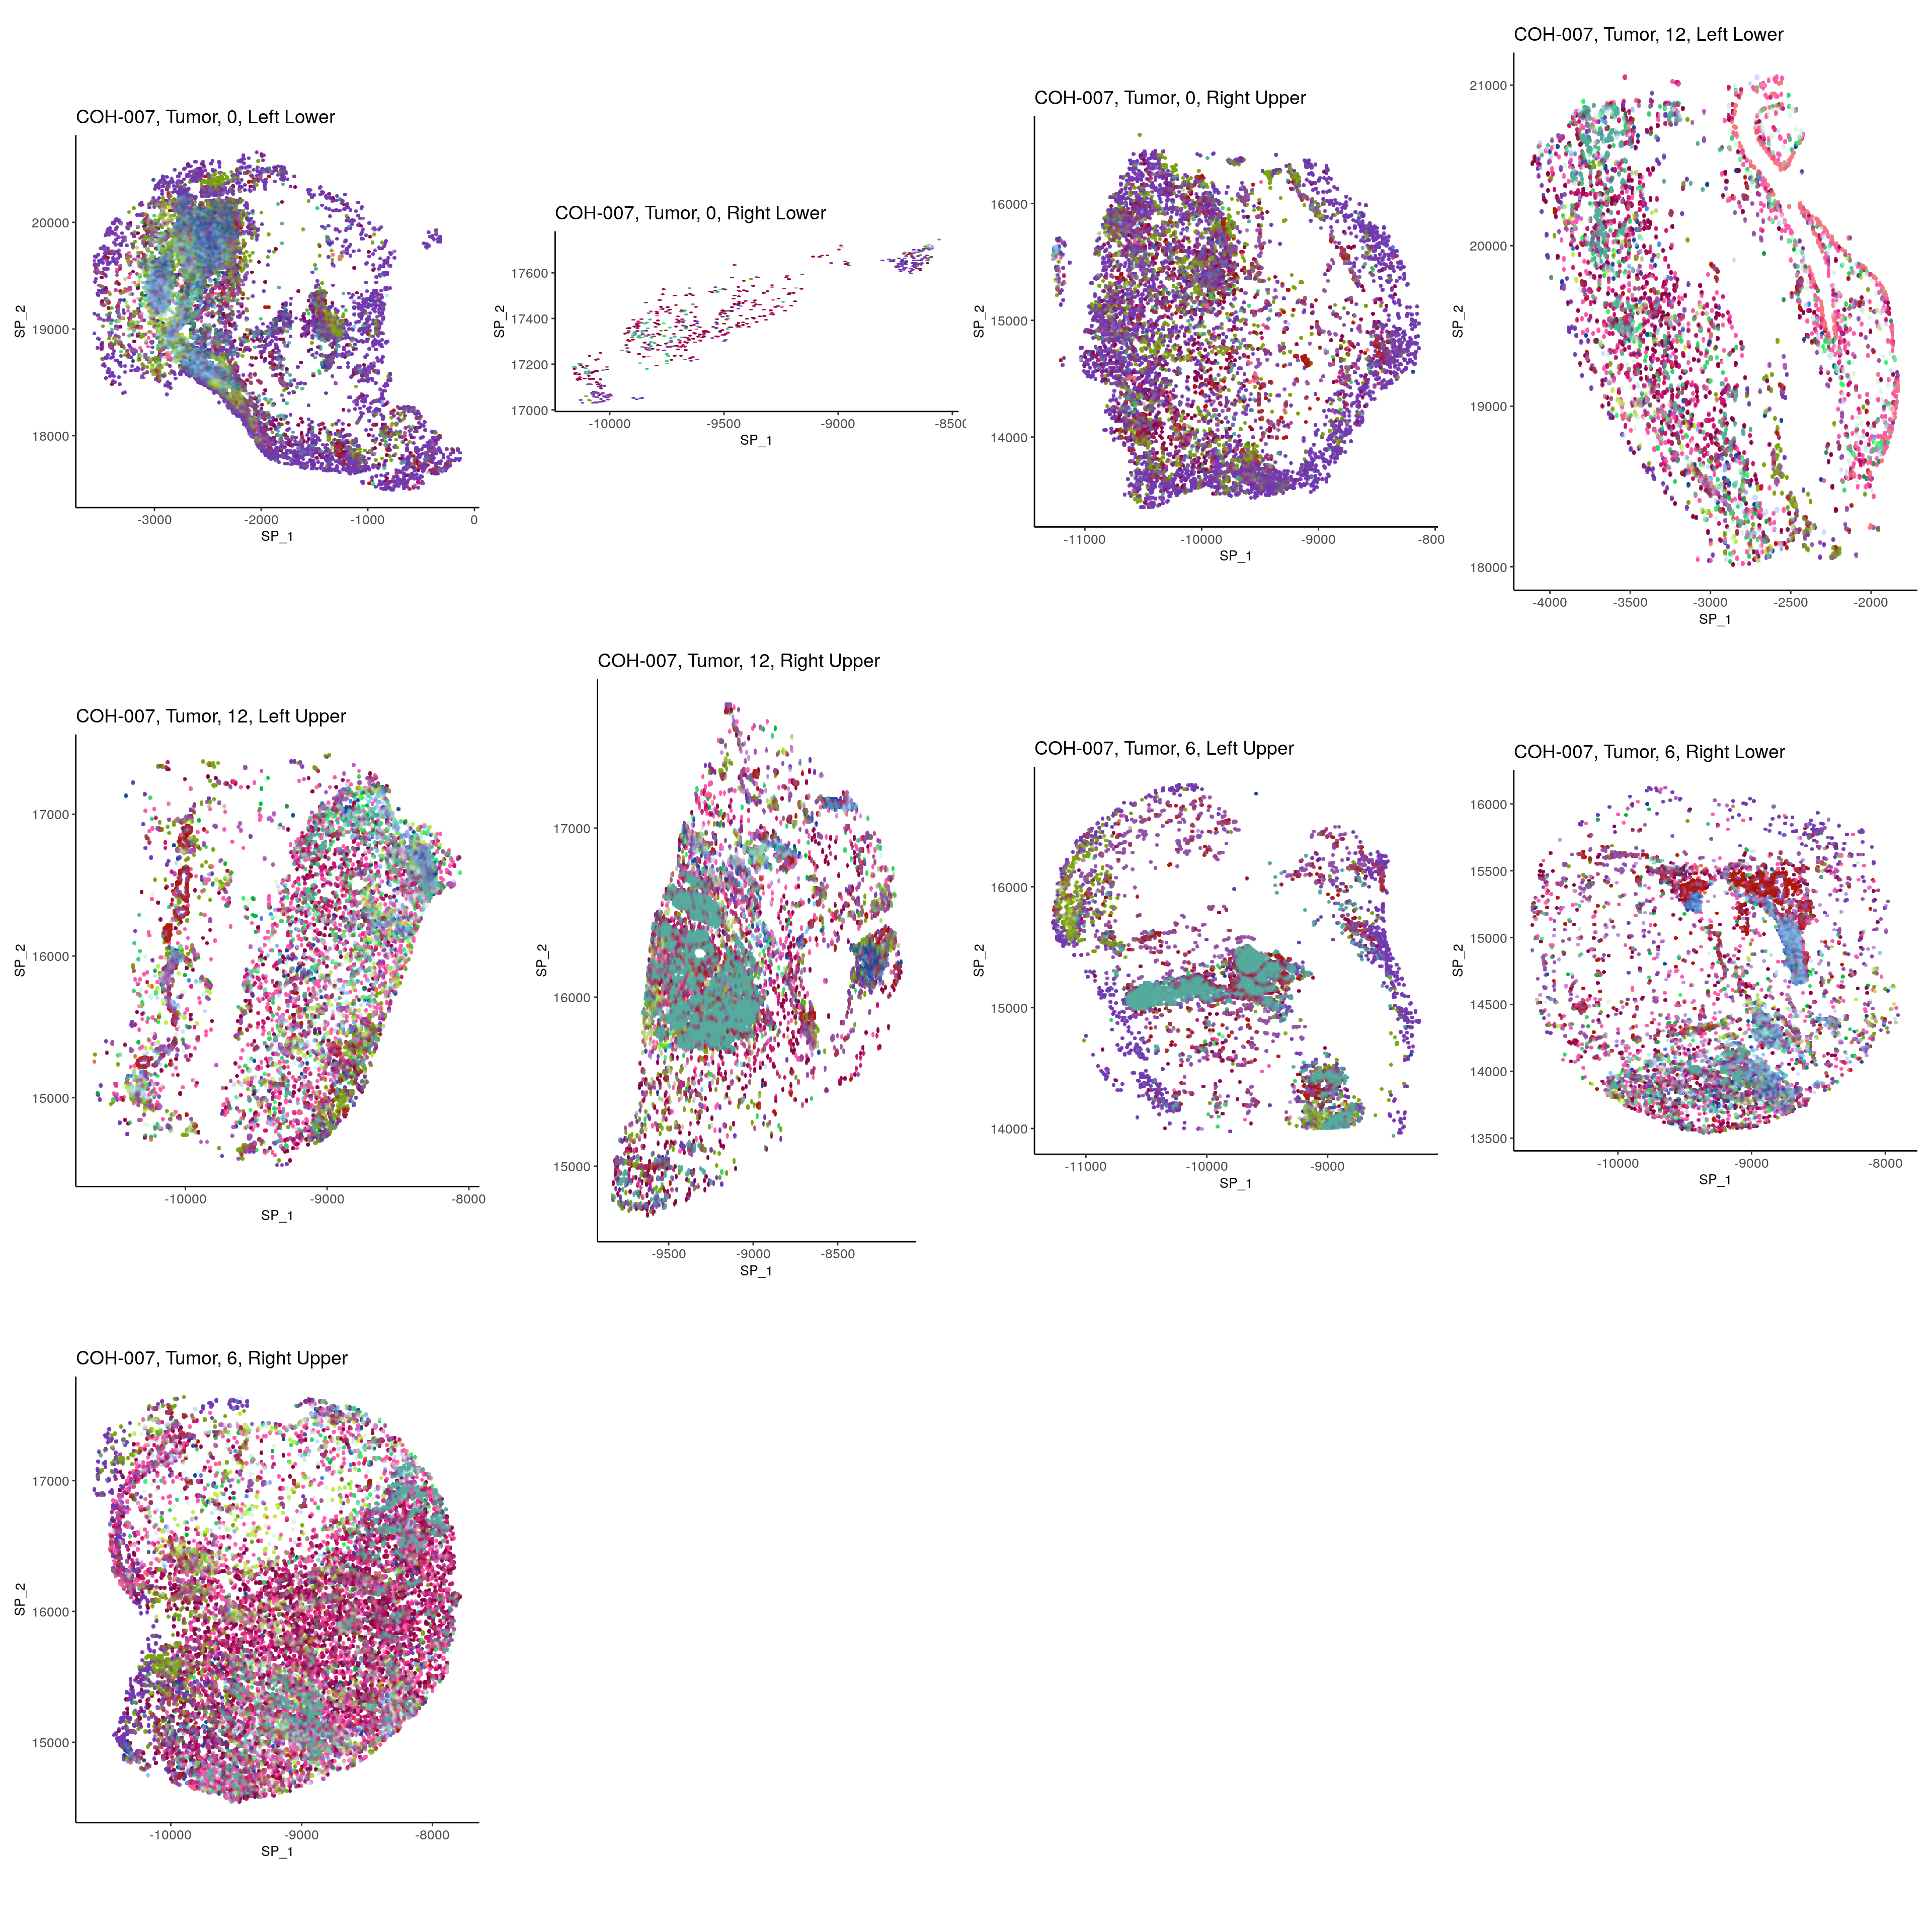 COH-007, Tumor, 0, Left Lower
20000
19000
18000
SP_2
-3000 -2000 -1000 0
SP_1
COH-007, Tumor, 0, Right Lower
17600
17400
17200
17000
SP_2
-10000 -9500 -9000 -8500
SP_1
COH-007, Tumor, 0, Right Upper
16000
15000
14000
SP_2
-11000 -10000 -9000 -800
SP_1
COH-007, Tumor, 12, Left Lower
21000
20000
19000
18000
SP_2
-4000 -3500 -3000 -2500 -2000
SP_1
COH-007, Tumor, 12, Left Upper
17000
16000
15000
SP_2
-10000 -9000 -8000
SP_1
COH-007, Tumor, 12, Right Upper
17000
16000
15000
SP_2
-9500 -9000 -8500
SP_1
COH-007, Tumor, 6, Left Upper
16000
15000
14000
SP_2
-11000 -10000 -9000
SP_1
COH-007, Tumor, 6, Right Lower
16000
15500
15000
14500
14000
13500
SP_2
-10000 -9000 -8000
SP_1
COH-007, Tumor, 6, Right Upper
17000
16000
15000
SP_2
-10000 -9000 -8000
SP_1